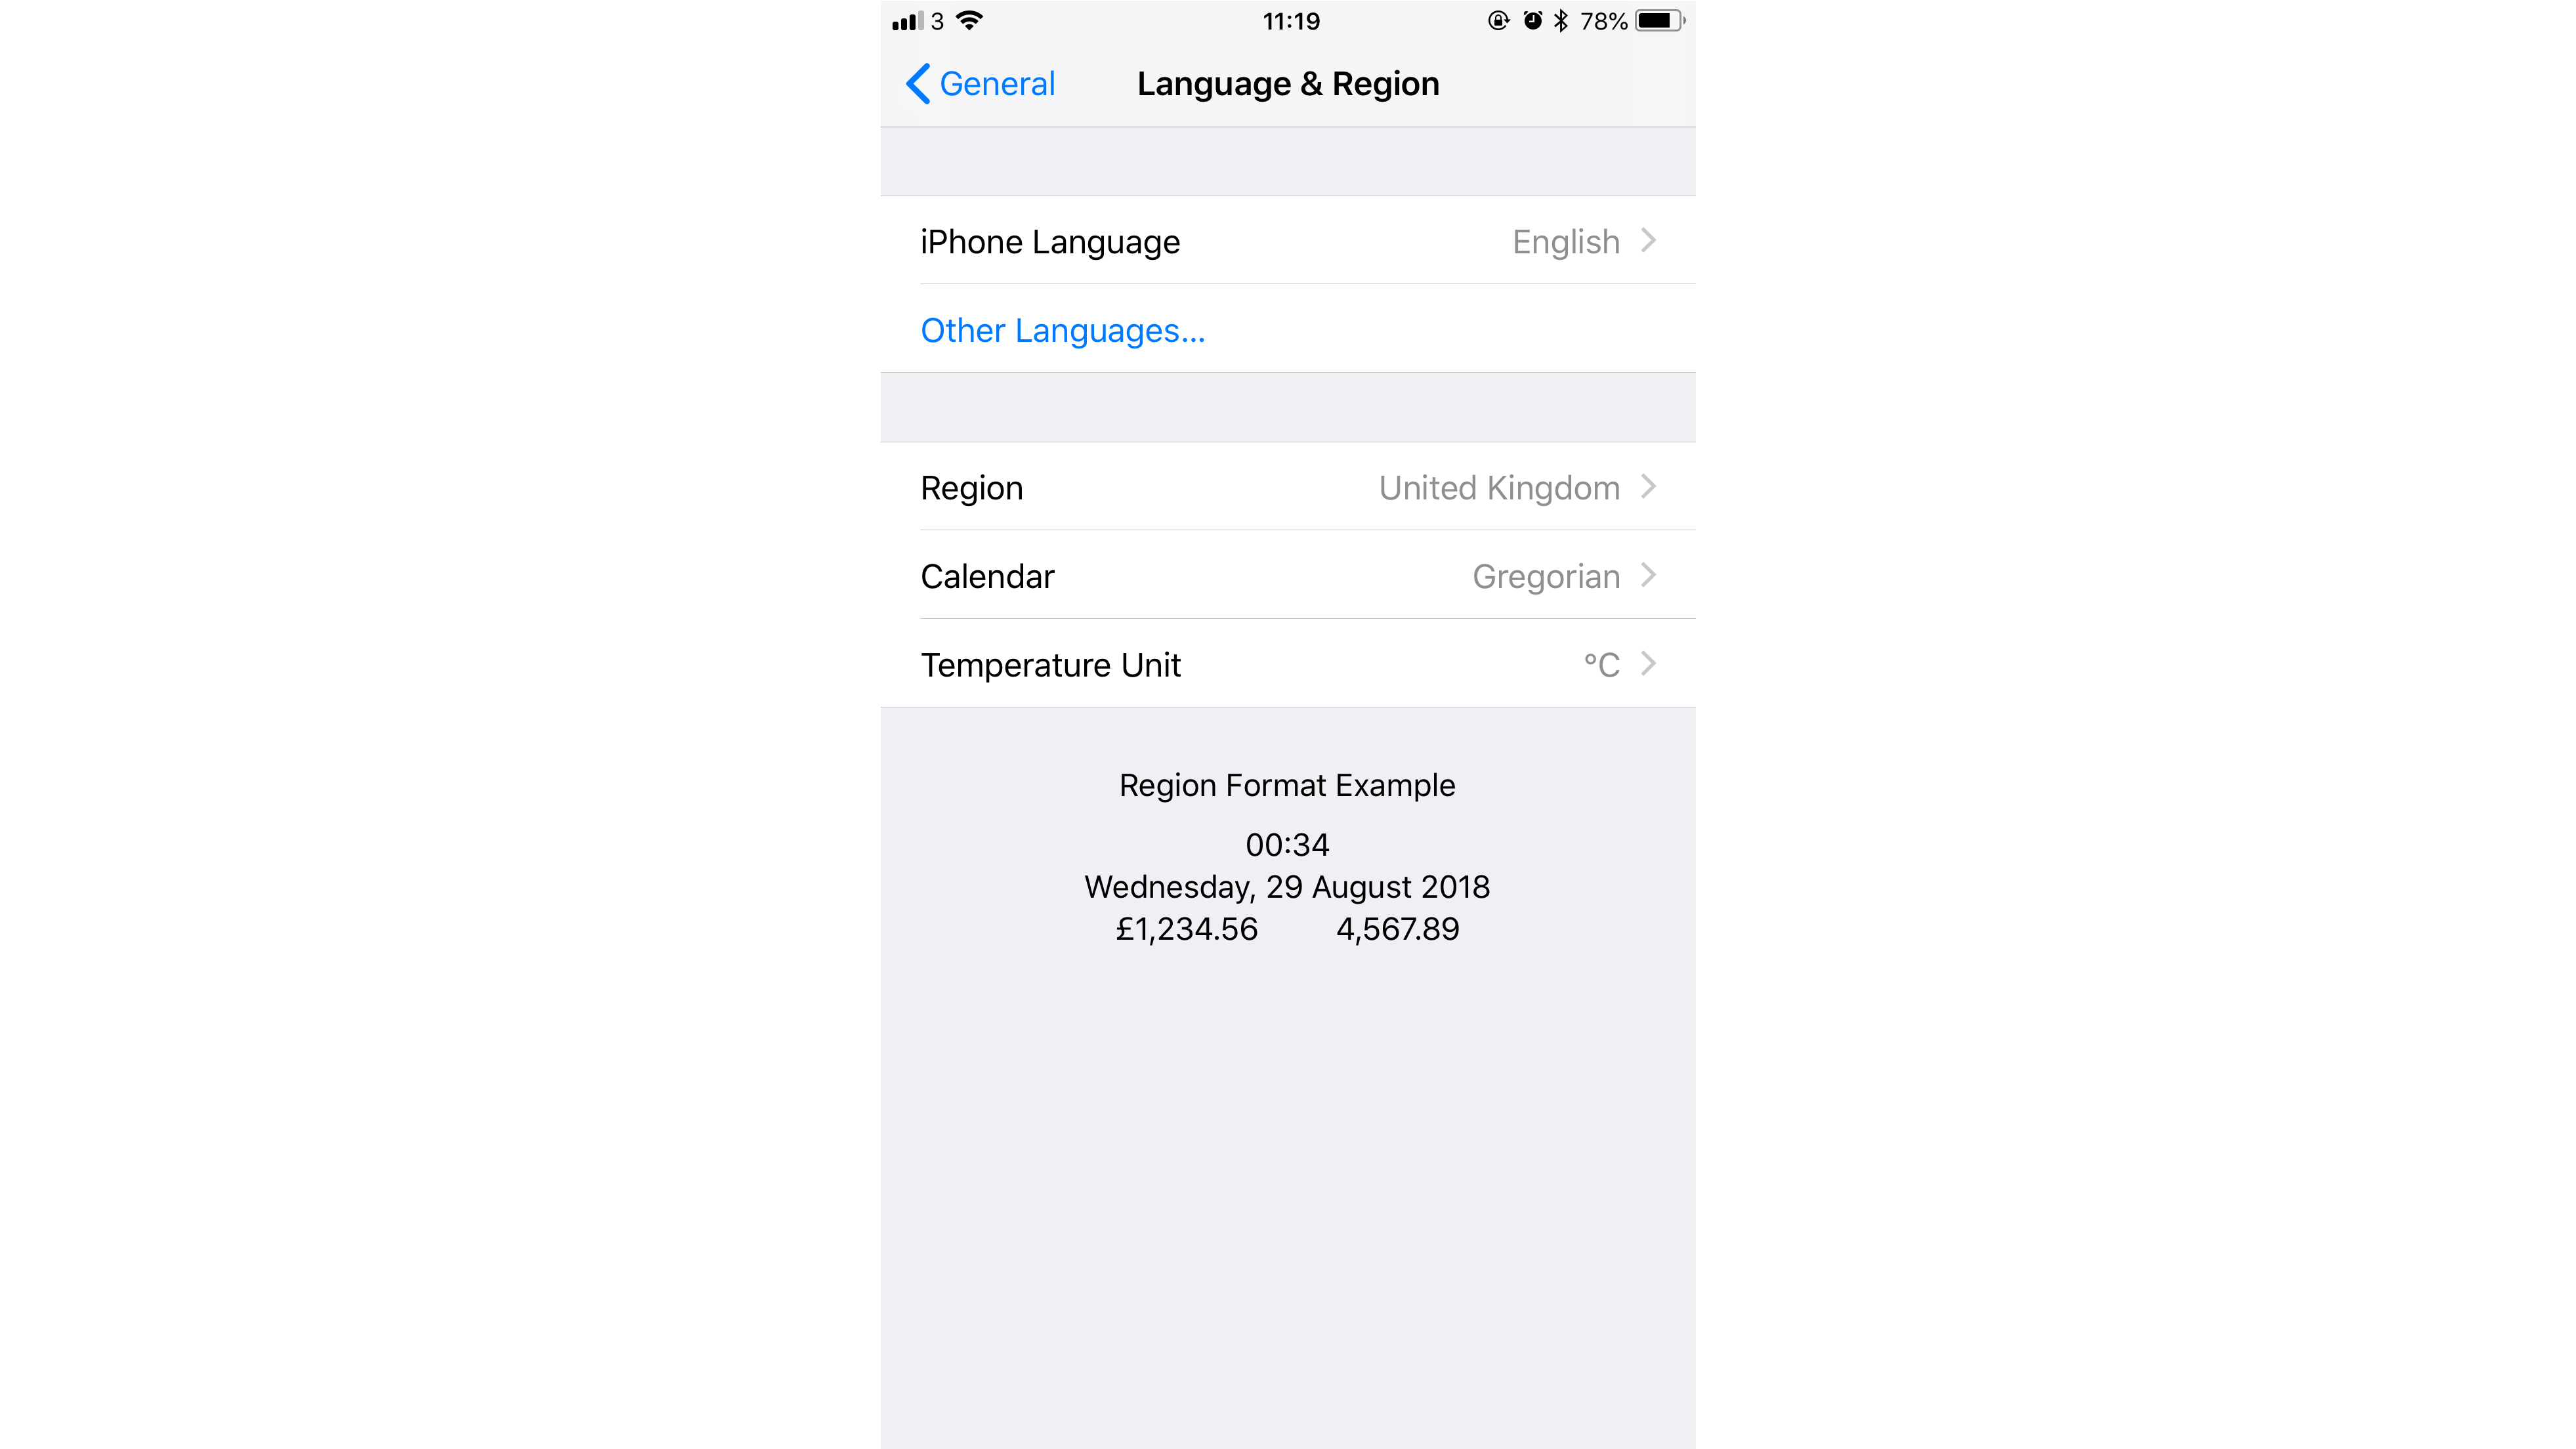 3 11:19 78%
General Language & Region
iPhone Language English
Other Languages...
Region United Kingdom
Calendar Gregorian
Temperature Unit °C
Region Format Example
00:34
Wednesday, 29 August 2018
£1,234.56 4,567.89